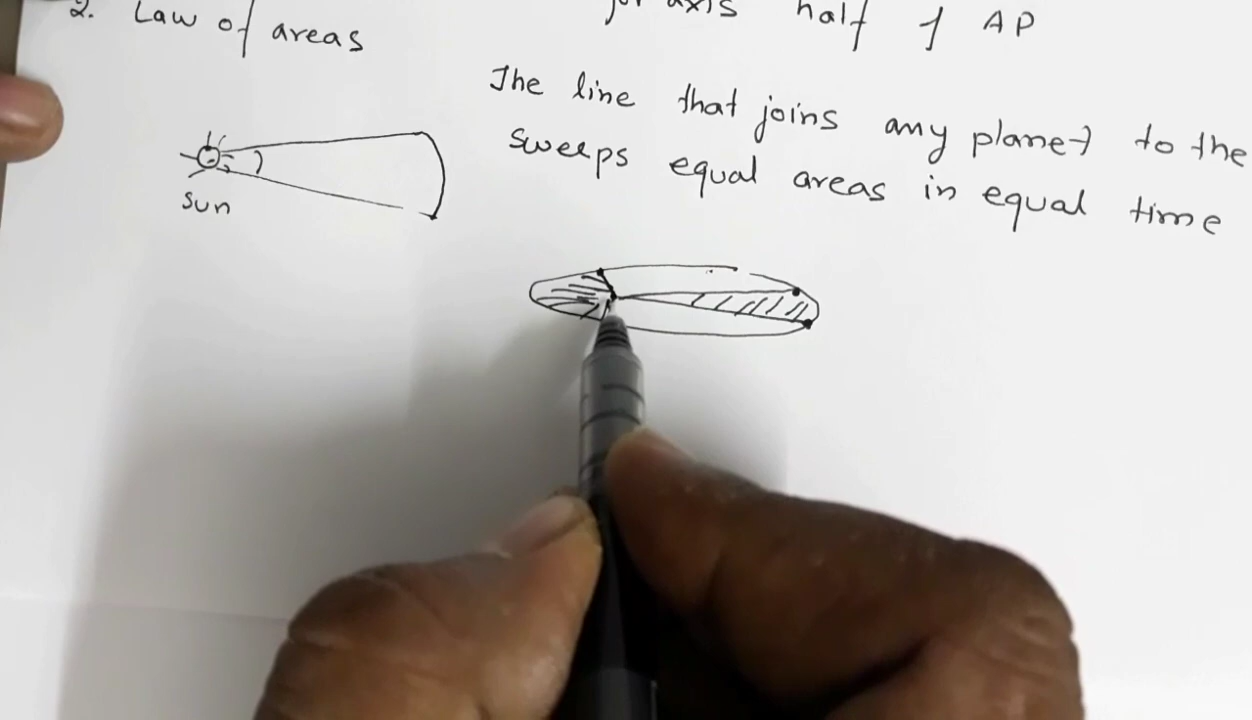 axis half of AP
2. Law of areas
The line that joins any planet to the
sweeps equal areas in equal time
Sun